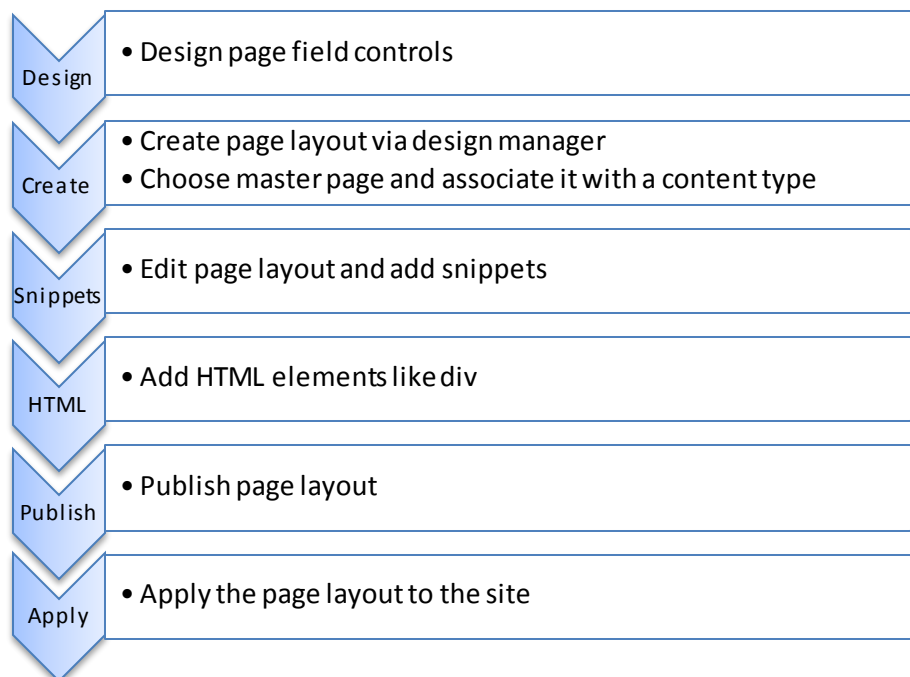 Design
• Design page field controls
Create
• Create page layout via design manager
• Choose master page and associate it with a content type
Snippets
• Edit page layout and add snippets
HTML
• Add HTML elements like div
Publish
• Publish page layout
Apply
• Apply the page layout to the site